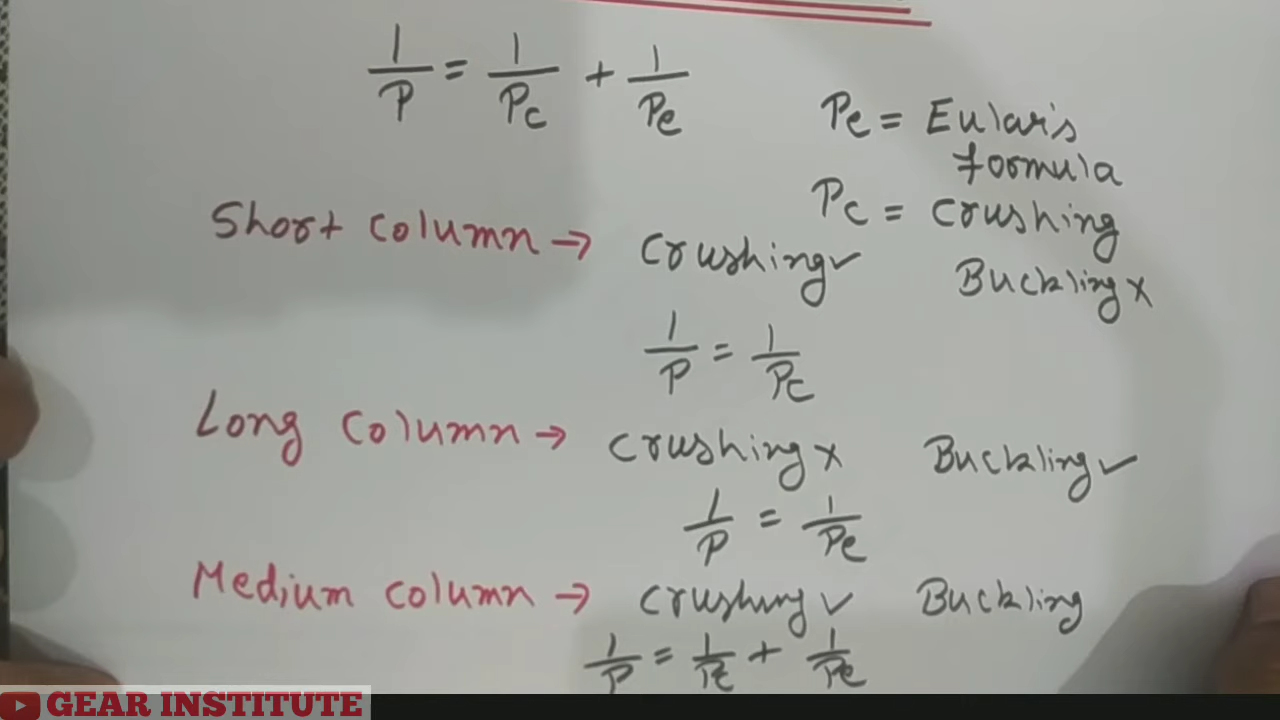 1/P = 1/Pc + 1/Pe
Pe = Eular's
formula
Pc = crushing
Short column → crushing✓ Buckling×
1/P = 1/Pc
Long column → crushing× Buckling✓
1/P = 1/Pe
Medium column → crushing✓ Buckling
1/P = 1/Pc + 1/Pe
GEAR INSTITUTE